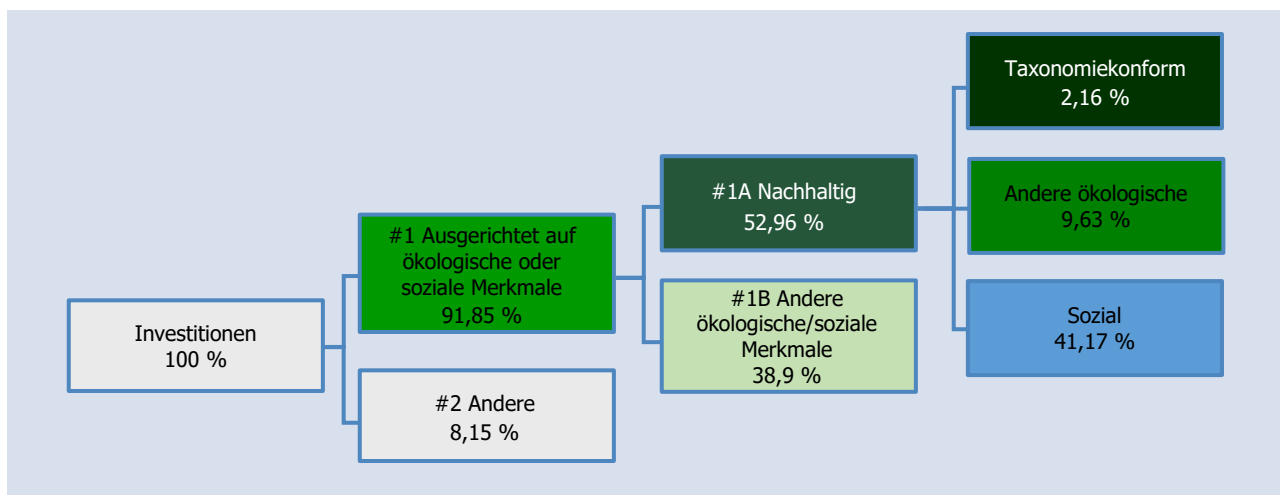 Investitionen
100 %
#1 Ausgerichtet auf
ökologische oder
soziale Merkmale
91,85 %
#2 Andere
8,15 %
#1A Nachhaltig
52,96 %
#1B Andere
ökologische/soziale
Merkmale
38,9 %
Taxonomiekonform
2,16 %
Andere ökologische
9,63 %
Sozial
41,17 %